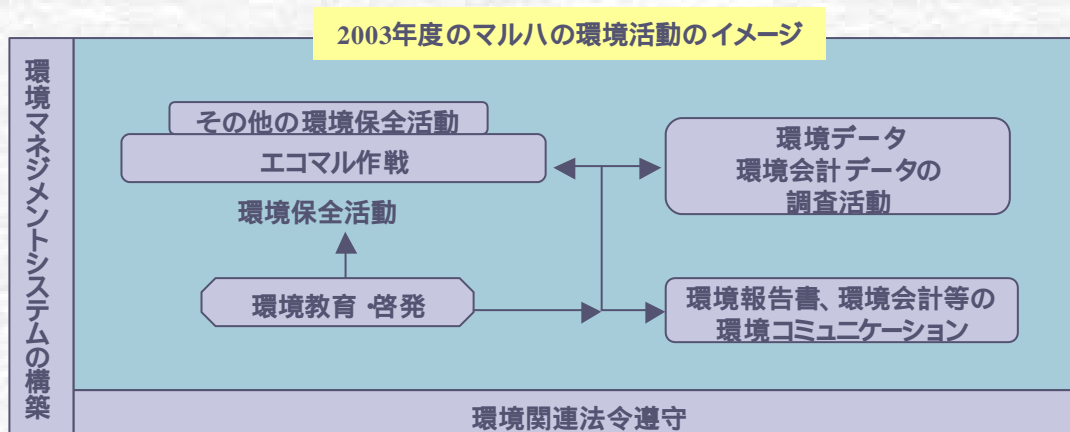 2003年度のマルハの環境活動のイメージ
環境マネジメントシステムの構築
その他の環境保全活動
エコマル作戦
環境保全活動
環境教育・啓発
環境データ
環境会計データの
調査活動
環境報告書、環境会計等の
環境コミュニケーション
環境関連法令遵守